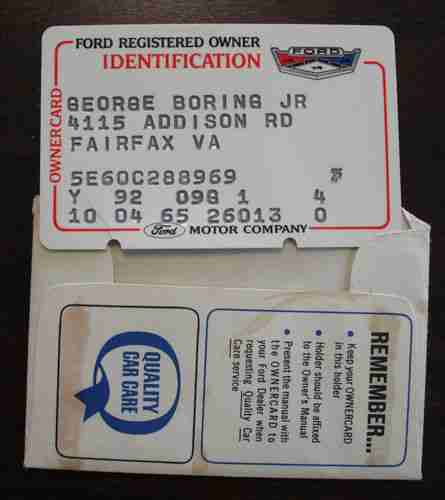 FORD REGISTERED OWNER
IDENTIFICATION
FORD
OWNERCARD
GEORGE BORING JR
4115 ADDISON RD
FAIRFAX VA
5E60C288969 F
Y 92 098 1 4
10 04 65 26013 0
Ford MOTOR COMPANY
QUALITY
CAR CARE
REMEMBER...
• Keep your OWNERCARD
in this holder
• Holder should be affixed
to the Owner's Manual
• Present the manual with
the OWNERCARD to
your Ford Dealer when
requesting Quality Car
Care service